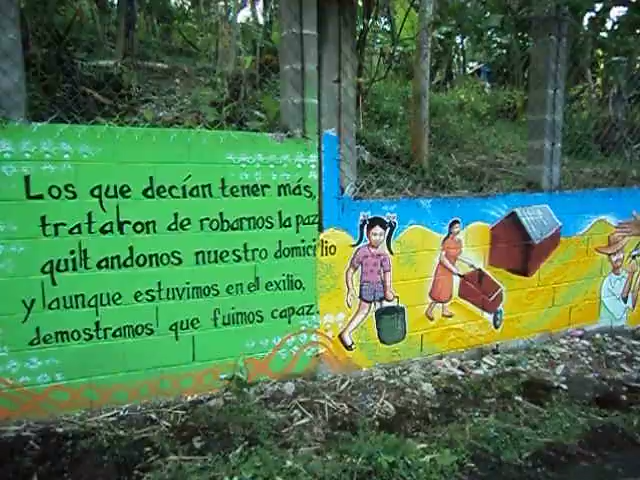 Los que decían tener más,
trataron de robarnos la paz
quitandonos nuestro domicilio
y aunque estuvimos en el exilio,
demostramos que fuimos capaz.